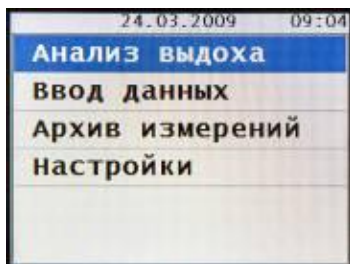 24.03.2009 09:04
Анализ выдоха
Ввод данных
Архив измерений
Настройки